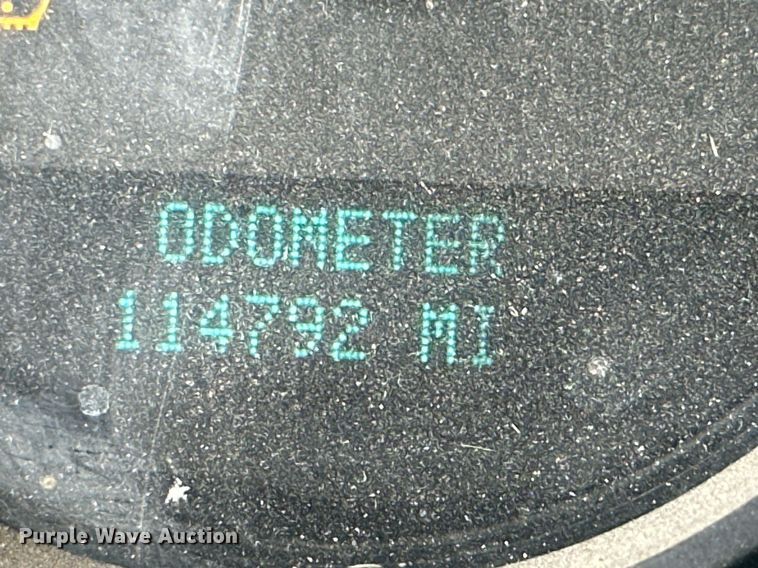 ODOMETER
114792 MI
Purple Wave Auction